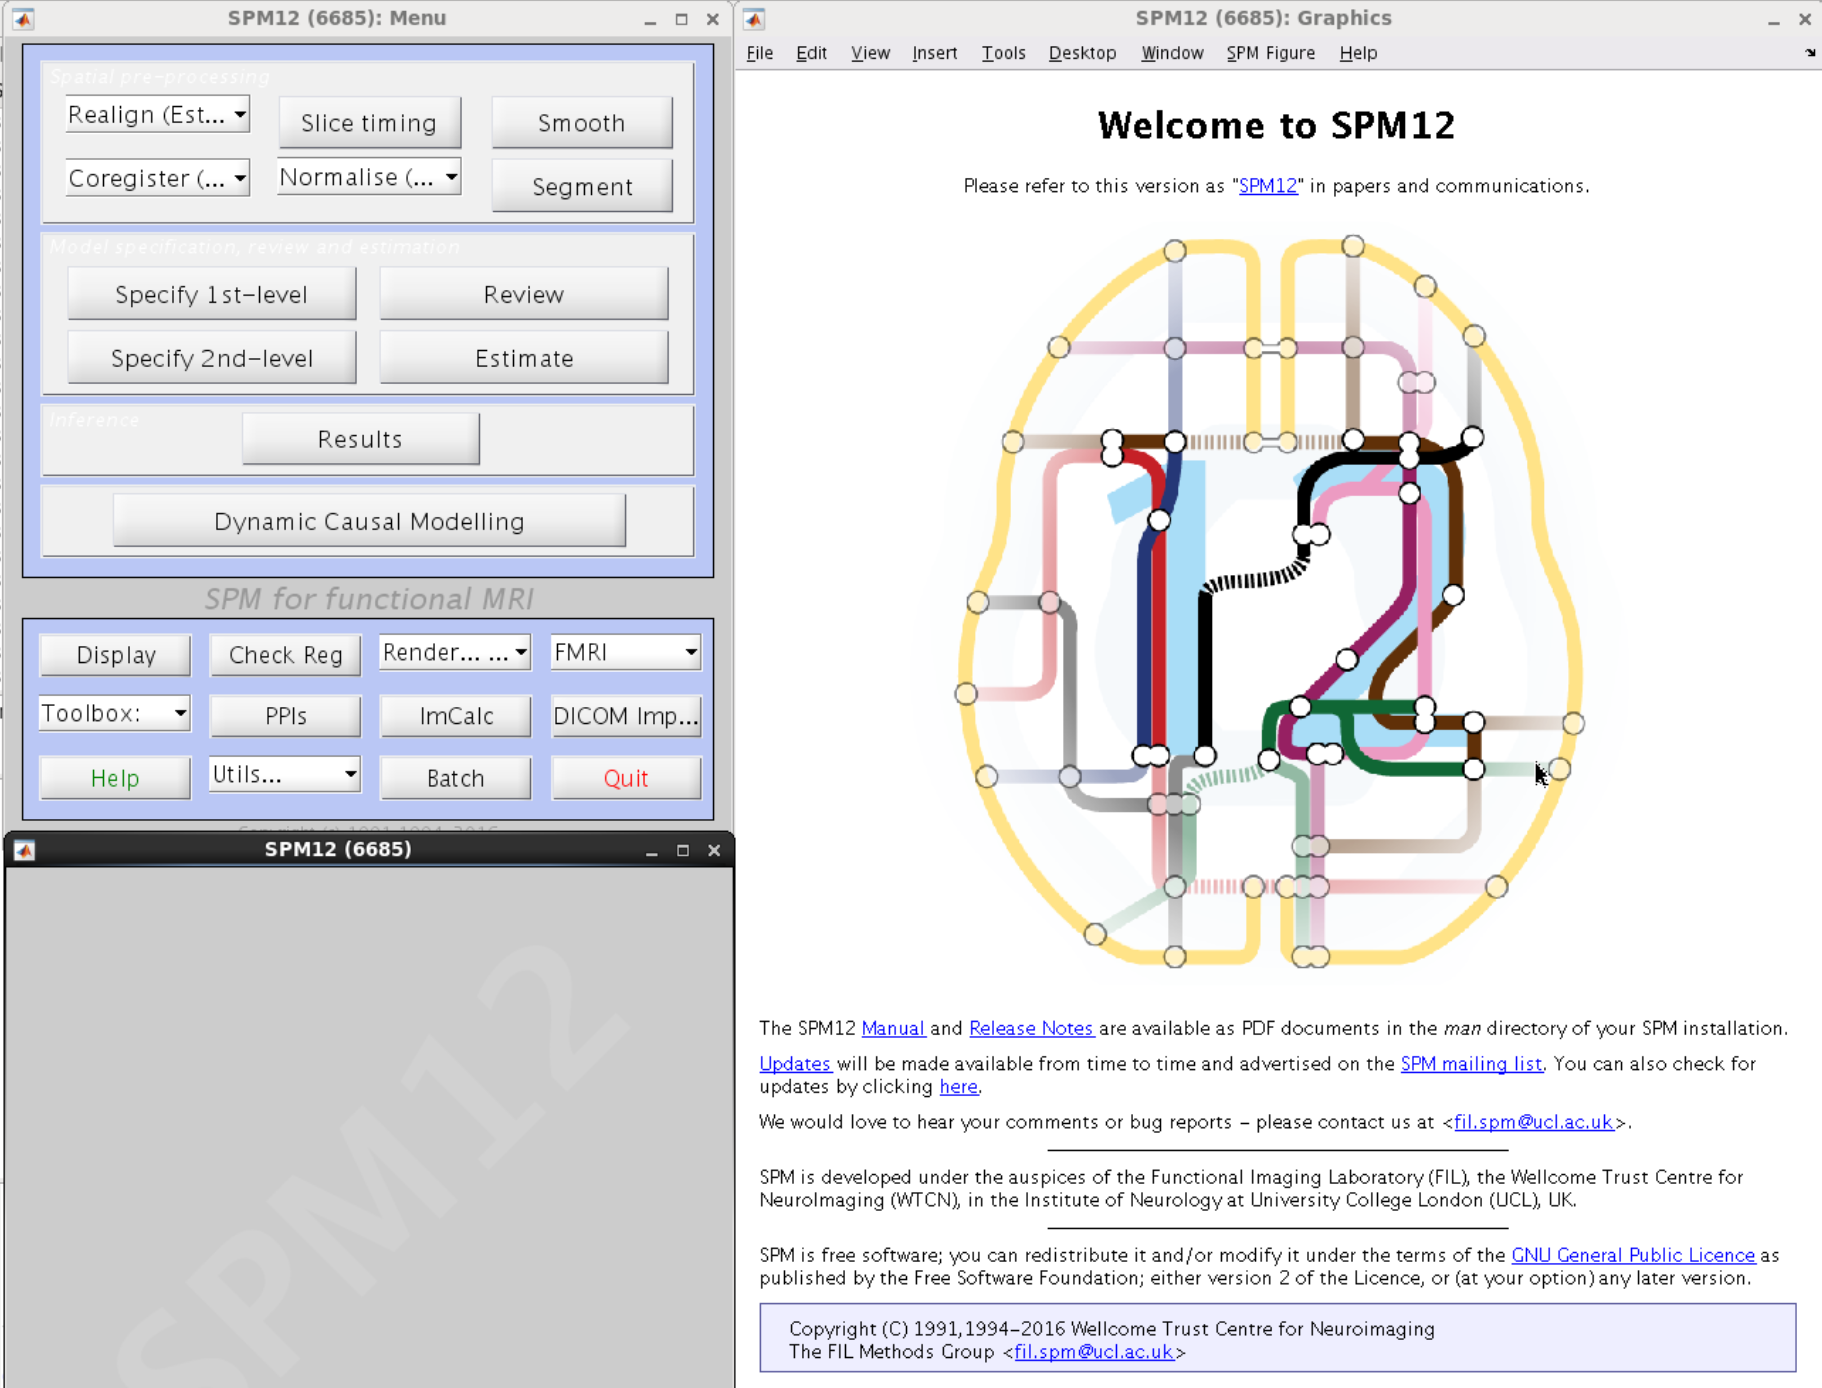 SPM12 (6685): Menu
Spatial pre-processing
Realign (Est...
Slice timing
Smooth
Coregister (...
Normalise (...
Segment
Model specification, review and estimation
Specify 1st-level
Review
Specify 2nd-level
Estimate
Inference
Results
Dynamic Causal Modelling
SPM for functional MRI
Display
Check Reg
Render... ...
FMRI
Toolbox:
PPIs
ImCalc
DICOM Imp...
Help
Utils...
Batch
Quit
Copyright (c) 1991,1994-2016
SPM12 (6685)
SPM12
SPM12 (6685): Graphics
File Edit View Insert Tools Desktop Window SPM Figure Help
Welcome to SPM12
Please refer to this version as "SPM12" in papers and communications.
The SPM12 Manual and Release Notes are available as PDF documents in the man directory of your SPM installation.
Updates will be made available from time to time and advertised on the SPM mailing list. You can also check for
updates by clicking here.
We would love to hear your comments or bug reports - please contact us at <fil.spm@ucl.ac.uk>.
SPM is developed under the auspices of the Functional Imaging Laboratory (FIL), the Wellcome Trust Centre for
NeuroImaging (WTCN), in the Institute of Neurology at University College London (UCL), UK.
SPM is free software; you can redistribute it and/or modify it under the terms of the GNU General Public Licence as
published by the Free Software Foundation; either version 2 of the Licence, or (at your option) any later version.
Copyright (C) 1991,1994-2016 Wellcome Trust Centre for Neuroimaging
The FIL Methods Group <fil.spm@ucl.ac.uk>